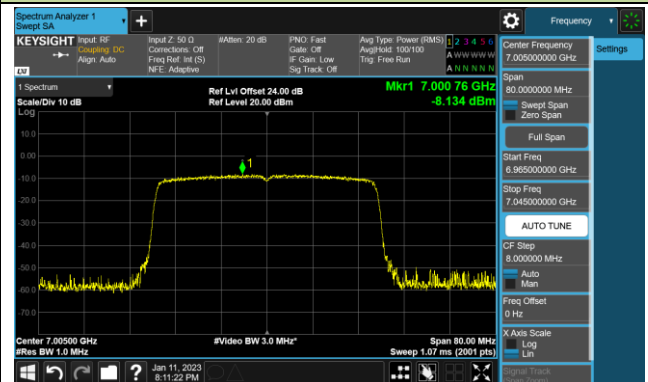 Spectrum Analyzer 1
Swept SA
Frequency
KEYSIGHT
Input: RF
Coupling: DC
Align: Auto
Input Z: 50 Ω
Corrections: Off
Freq Ref: Int (S)
NFE: Adaptive
#Atten: 20 dB
PNO: Fast
Gate: Off
IF Gain: Low
Sig Track: Off
Avg Type: Power (RMS)
Avg|Hold: 100/100
Trig: Free Run
1 2 3 4 5 6
A W W W W W
A N N N N N
LXI
1 Spectrum
Scale/Div 10 dB
Log
Ref Lvl Offset 24.00 dB
Ref Level 20.00 dBm
Mkr1 7.000 76 GHz
-8.134 dBm
10.0
0.00
-10.0
-20.0
-30.0
-40.0
-50.0
-60.0
-70.0
1
Center 7.00500 GHz
#Res BW 1.0 MHz
#Video BW 3.0 MHz*
Span 80.00 MHz
Sweep 1.07 ms (2001 pts)
Jan 11, 2023
8:11:22 PM
?
Center Frequency
7.005000000 GHz
Settings
Span
80.0000000 MHz
Swept Span
Zero Span
Full Span
Start Freq
6.965000000 GHz
Stop Freq
7.045000000 GHz
AUTO TUNE
CF Step
8.000000 MHz
Auto
Man
Freq Offset
0 Hz
X Axis Scale
Log
Lin
Signal Track